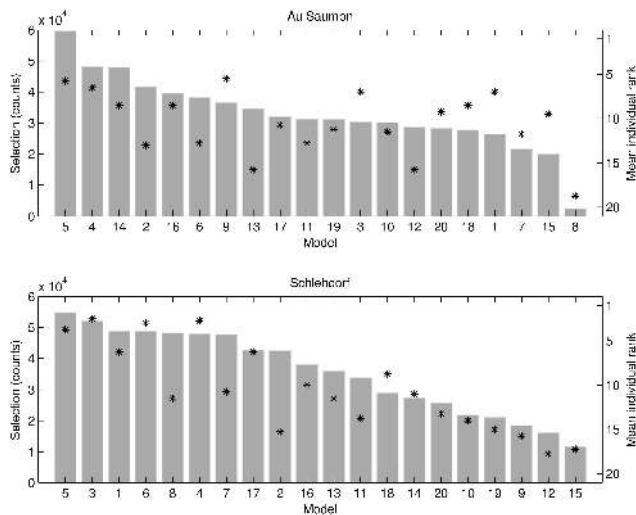 Au Saumon
x 10⁴
6
5
4
3
2
1
0
Selection (counts)
1
5
10
15
20
Mean individual rank
5 4 14 2 16 6 9 13 17 11 19 3 10 12 20 18 1 7 15 8
Model
Schlehdorf
x 10⁴
6
5
4
3
2
1
0
Selection (counts)
1
5
10
15
20
Mean individual rank
5 3 1 6 8 4 7 17 2 16 13 11 18 14 20 10 19 9 12 15
Model